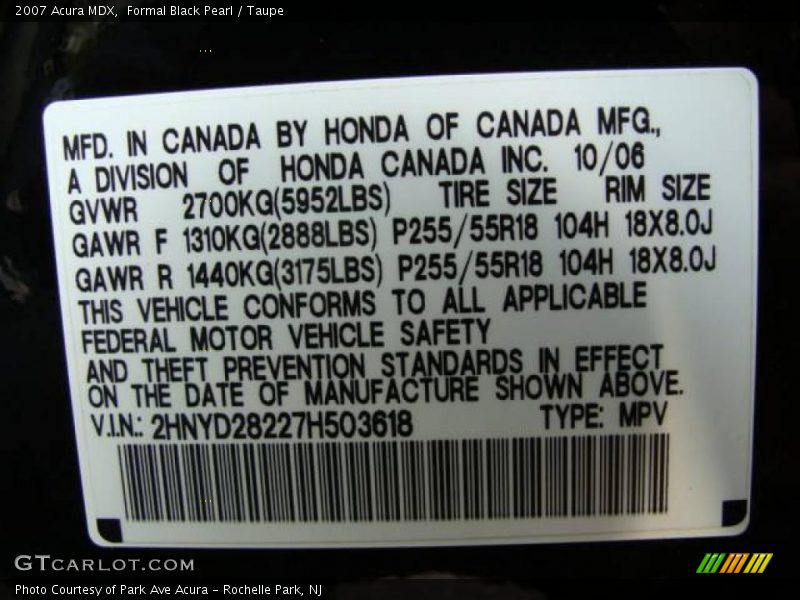 2007 Acura MDX, Formal Black Pearl / Taupe
MFD. IN CANADA BY HONDA OF CANADA MFG.,
A DIVISION OF HONDA CANADA INC. 10/06
GVWR 2700KG(5952LBS) TIRE SIZE RIM SIZE
GAWR F 1310KG(2888LBS) P255/55R18 104H 18X8.0J
GAWR R 1440KG(3175LBS) P255/55R18 104H 18X8.0J
THIS VEHICLE CONFORMS TO ALL APPLICABLE
FEDERAL MOTOR VEHICLE SAFETY
AND THEFT PREVENTION STANDARDS IN EFFECT
ON THE DATE OF MANUFACTURE SHOWN ABOVE.
V.I.N.: 2HNYD28227H503618 TYPE: MPV
GTCARLOT.COM
Photo Courtesy of Park Ave Acura - Rochelle Park, NJ